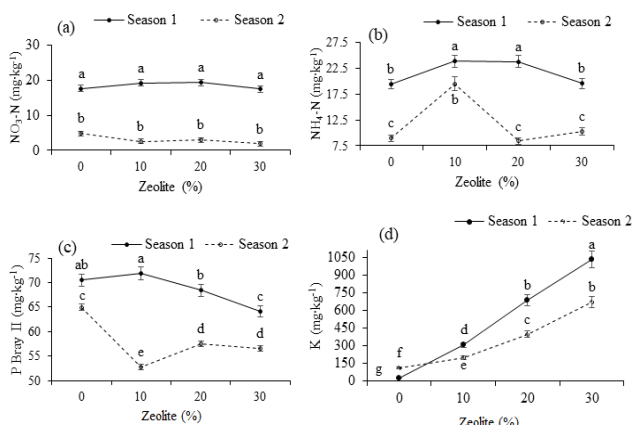 (a)
Season 1 Season 2
NO₃-N (mg·kg⁻¹)
30
20
10
0
a a a a
b b b b
0 10 20 30
Zeolite (%)
(b)
Season 1 Season 2
NH₄-N (mg·kg⁻¹)
27.5
22.5
17.5
12.5
7.5
b a a b
c b c c
0 10 20 30
Zeolite (%)
(c)
Season 1 Season 2
P Bray II (mg·kg⁻¹)
75
70
65
60
55
50
ab a b c
c e d d
0 10 20 30
Zeolite (%)
(d)
Season 1 Season 2
K (mg·kg⁻¹)
1050
900
750
600
450
300
150
0
g d b a
f e c b
0 10 20 30
Zeolite (%)